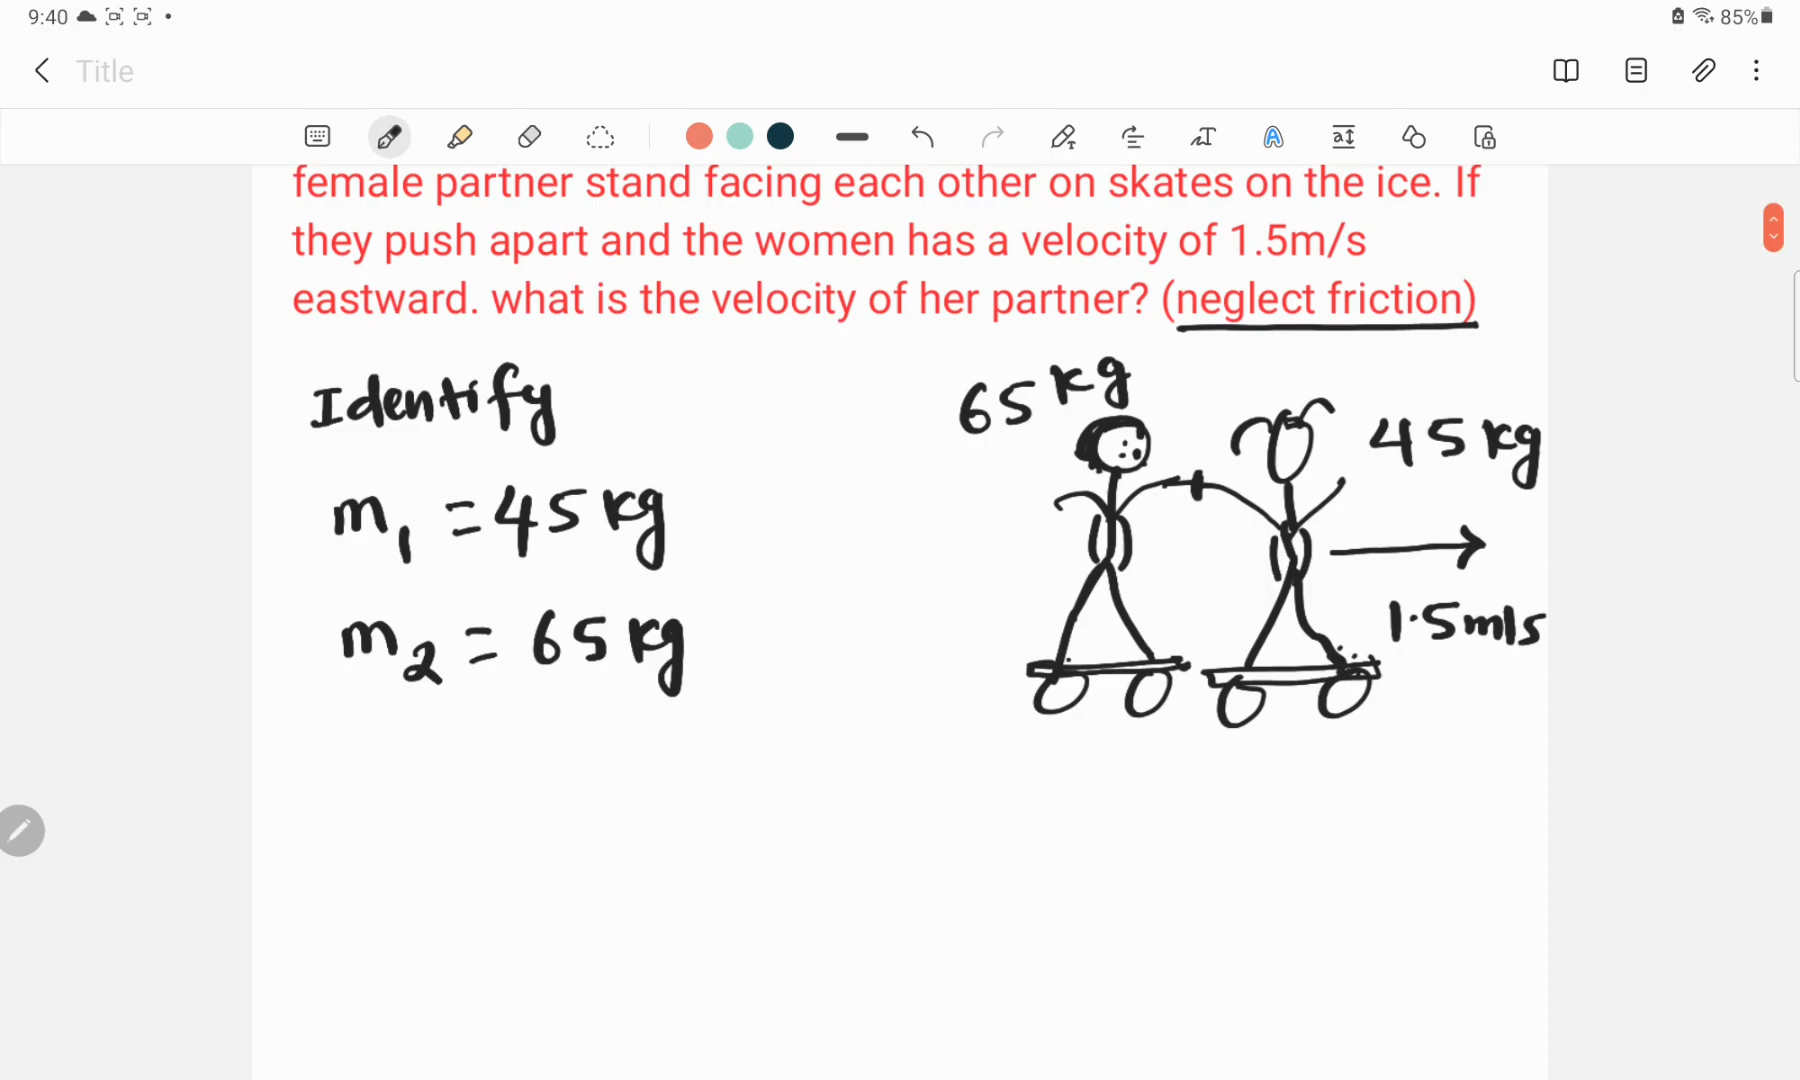 9:40
85%
Title
female partner stand facing each other on skates on the ice. If
they push apart and the women has a velocity of 1.5m/s
eastward. what is the velocity of her partner? (neglect friction)
Identify
m₁ = 45 kg
m₂ = 65 kg
65 kg
45 kg
1.5m/s